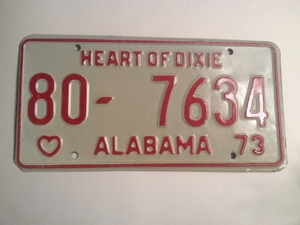 HEART OF DIXIE
80- 7634
ALABAMA 73